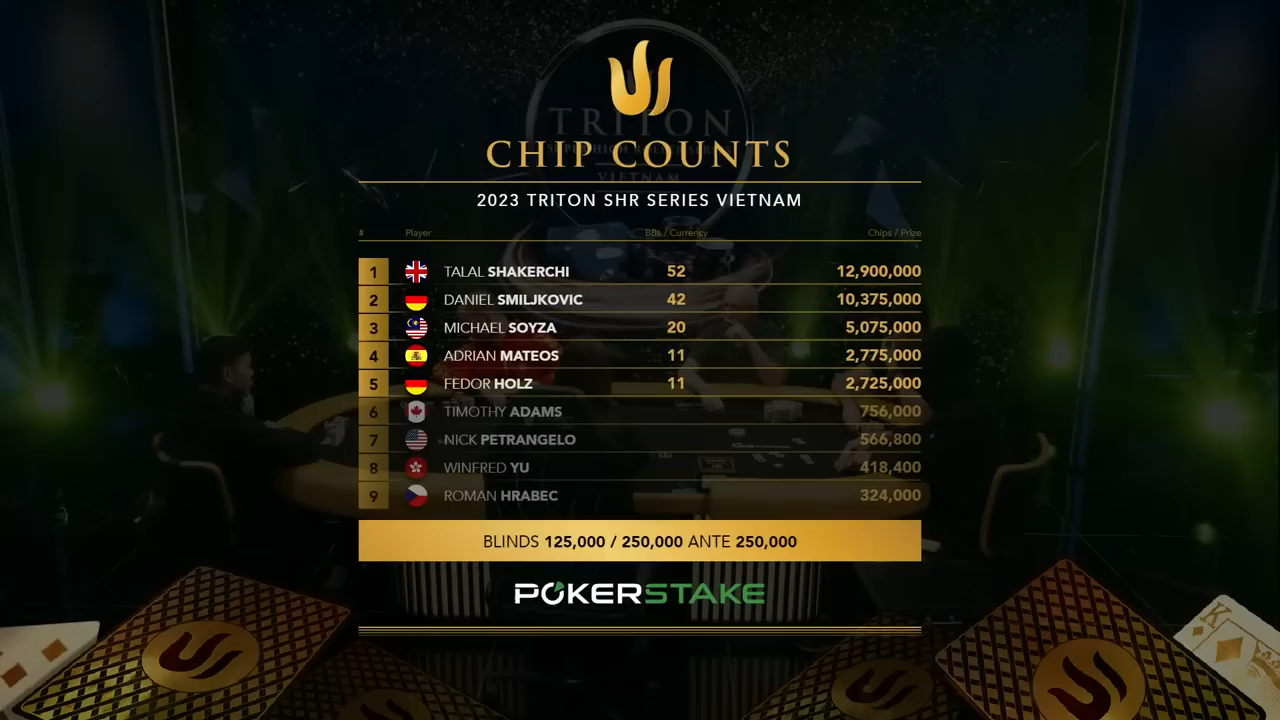 TRITON
VIETNAM
CHIP COUNTS
2023 TRITON SHR SERIES VIETNAM
# Player BBs / Currency Chips / Prize
1 TALAL SHAKERCHI 52 12,900,000
2 DANIEL SMILJKOVIC 42 10,375,000
3 MICHAEL SOYZA 20 5,075,000
4 ADRIAN MATEOS 11 2,775,000
5 FEDOR HOLZ 11 2,725,000
6 TIMOTHY ADAMS 756,000
7 NICK PETRANGELO 566,800
8 WINFRED YU 418,400
9 ROMAN HRABEC 324,000
BLINDS 125,000 / 250,000 ANTE 250,000
POKERSTAKE
K